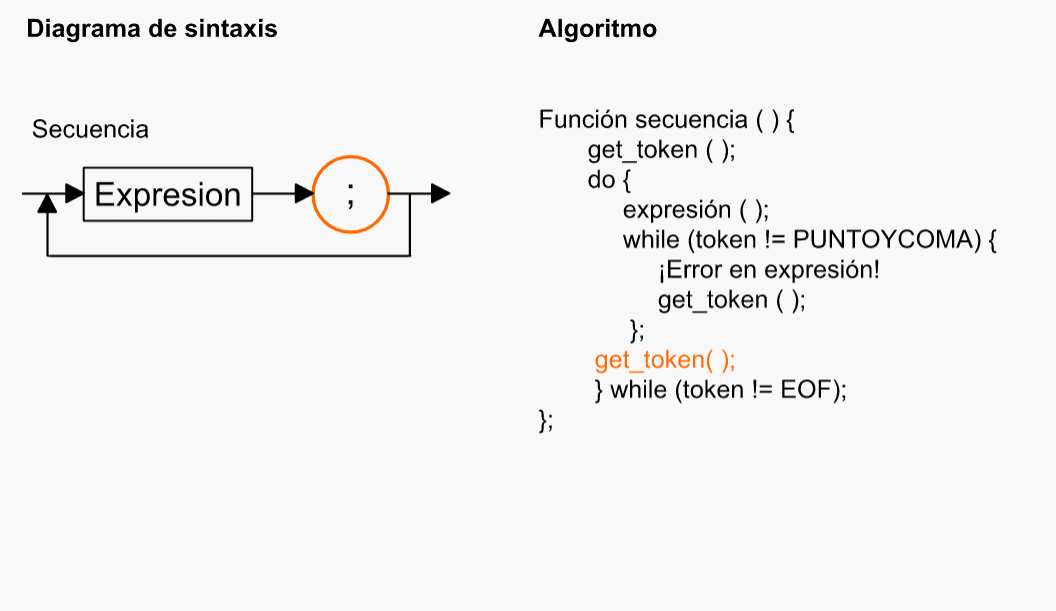 Diagrama de sintaxis
Secuencia
Expresion
;
Algoritmo
Función secuencia ( ) {
get_token ( );
do {
expresión ( );
while (token != PUNTOYCOMA) {
¡Error en expresión!
get_token ( );
};
get_token( );
} while (token != EOF);
};